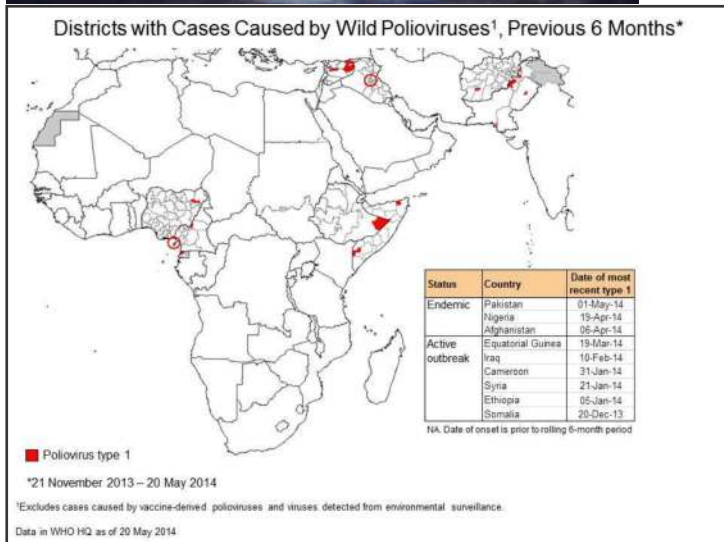 Districts with Cases Caused by Wild Polioviruses¹, Previous 6 Months*
Status Country Date of most recent type 1
Endemic Pakistan 01-May-14
Nigeria 19-Apr-14
Afghanistan 06-Apr-14
Active outbreak Equatorial Guinea 19-Mar-14
Iraq 10-Feb-14
Cameroon 31-Jan-14
Syria 21-Jan-14
Ethiopia 05-Jan-14
Somalia 20-Dec-13
NA. Date of onset is prior to rolling 6-month period
Poliovirus type 1
*21 November 2013 – 20 May 2014
¹Excludes cases caused by vaccine-derived polioviruses and viruses detected from environmental surveillance.
Data in WHO HQ as of 20 May 2014